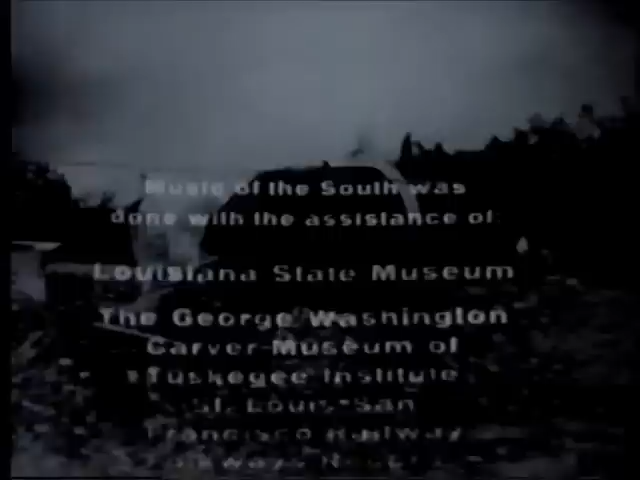 Music of the South was
done with the assistance of:
Louisiana State Museum
The George Washington
Carver Museum of
Tuskegee Institute
St. Louis-San
Francisco Railway